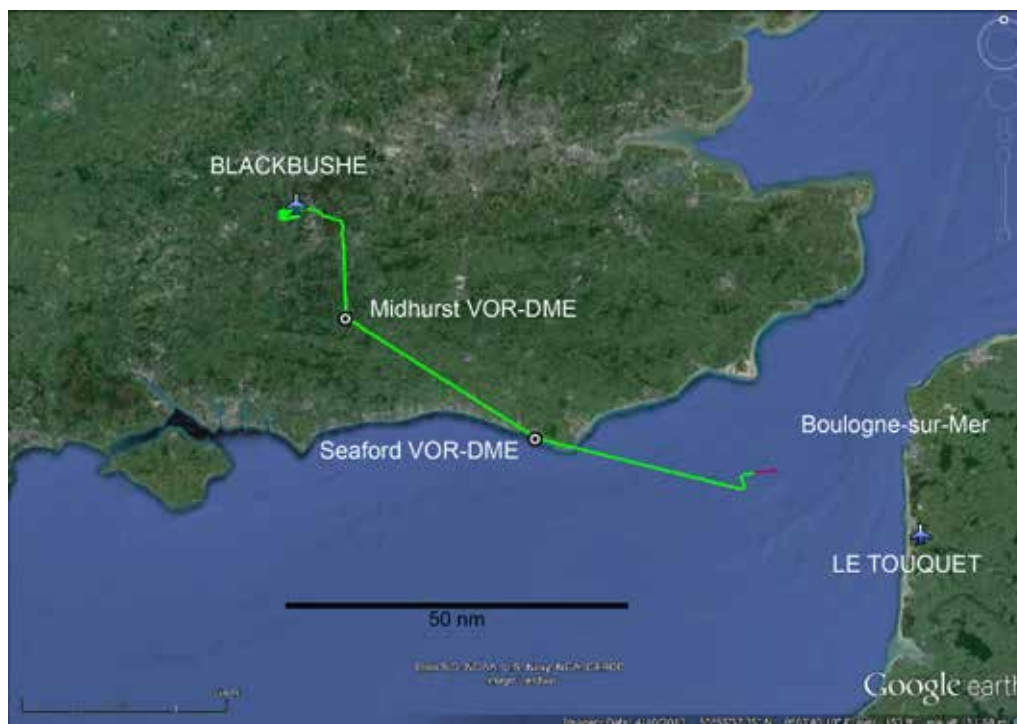 BLACKBUSHE
Midhurst VOR-DME
Boulogne-sur-Mer
Seaford VOR-DME
LE TOUQUET
50 nm
Google earth